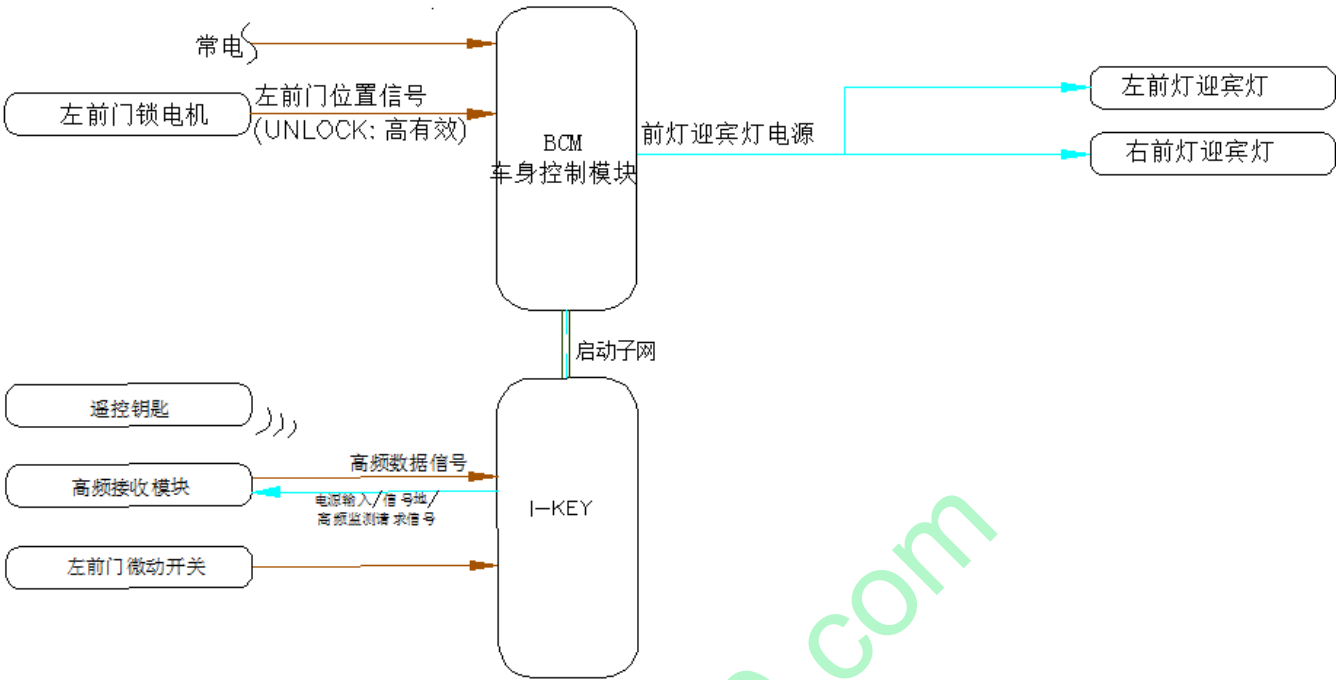 常电
左前门锁电机
左前门位置信号
(UNLOCK: 高有效)
BCM
车身控制模块
前灯迎宾灯电源
左前灯迎宾灯
右前灯迎宾灯
启动子网
遥控钥匙
高频接收模块
高频数据信号
电源输入/信号地/
高频监测请求信号
左前门微动开关
I-KEY
com